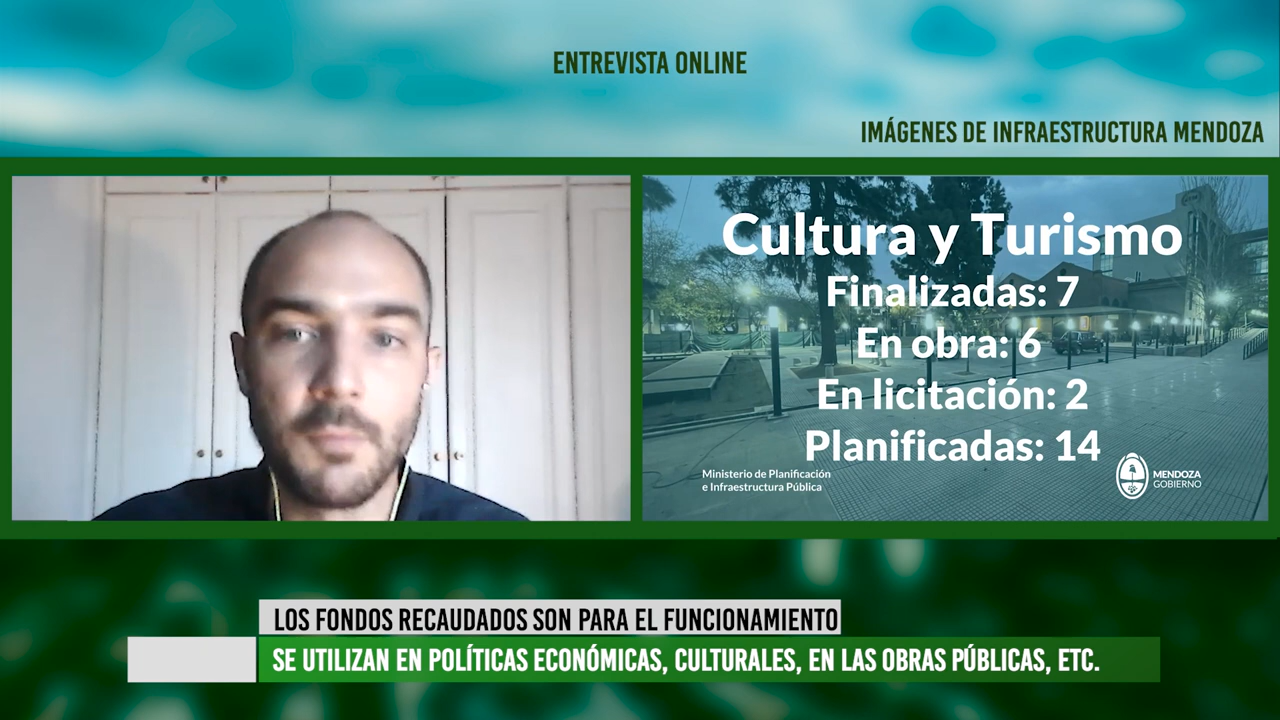 ENTREVISTA ONLINE
IMÁGENES DE INFRAESTRUCTURA MENDOZA
Cultura y Turismo
Finalizadas: 7
En obra: 6
En licitación: 2
Planificadas: 14
Ministerio de Planificación
e Infraestructura Pública
MENDOZA
GOBIERNO
LOS FONDOS RECAUDADOS SON PARA EL FUNCIONAMIENTO
SE UTILIZAN EN POLÍTICAS ECONÓMICAS, CULTURALES, EN LAS OBRAS PÚBLICAS, ETC.